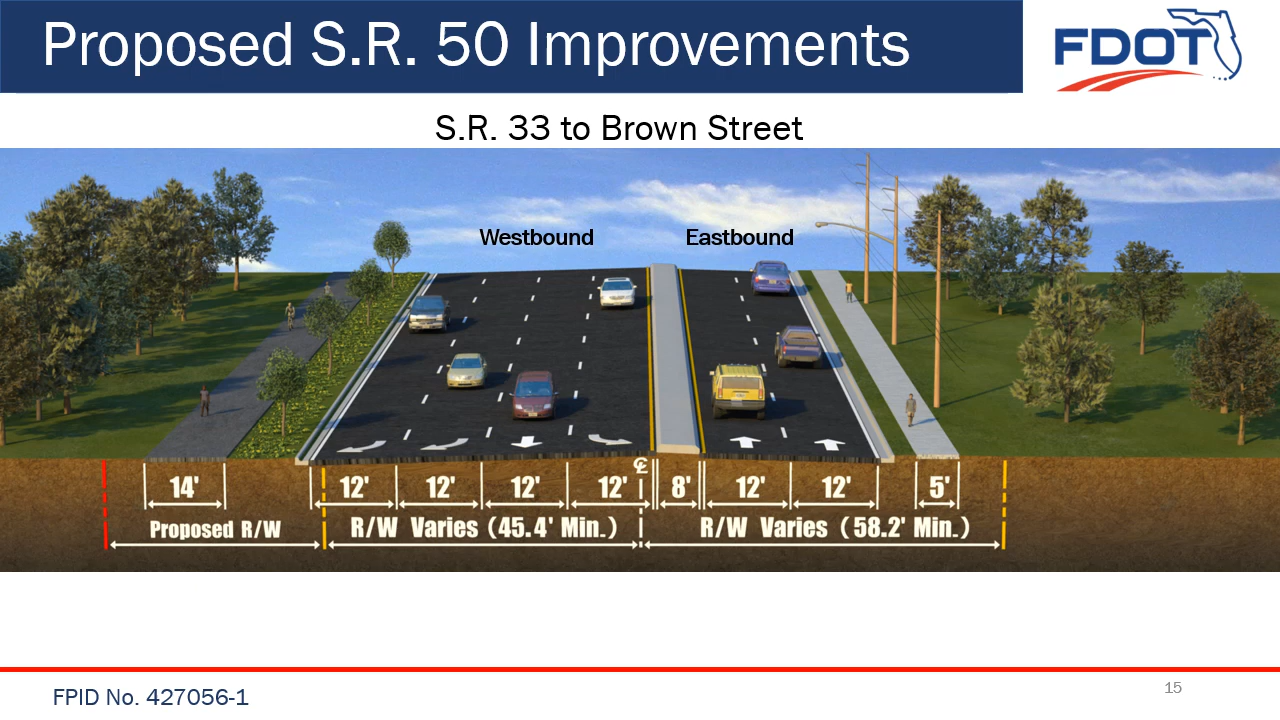 Proposed S.R. 50 Improvements
FDOT
S.R. 33 to Brown Street
Westbound
Eastbound
℄
14'
12'
12'
12'
12'
8'
12'
12'
5'
Proposed R/W
R/W Varies (45.4' Min.)
R/W Varies (58.2' Min.)
FPID No. 427056-1
15